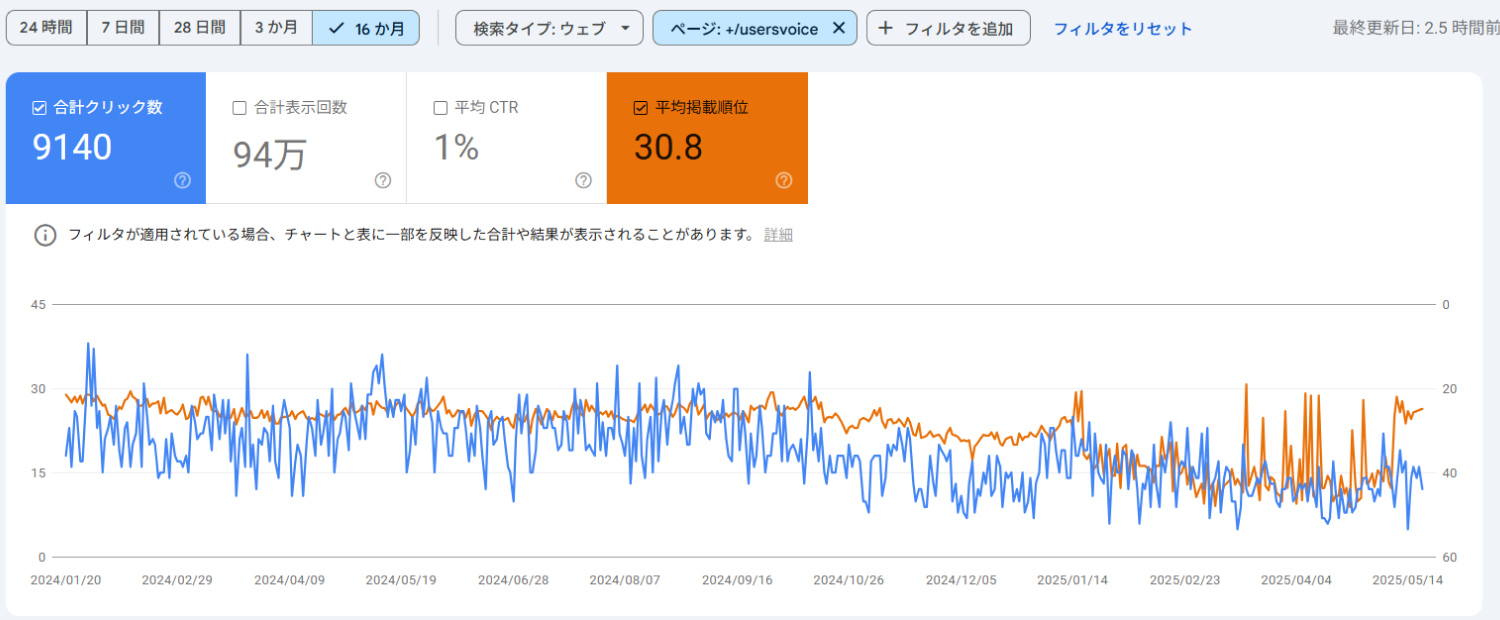 24 時間 7 日間 28 日間 3 か月 16 か月 検索タイプ: ウェブ ページ: +/usersvoice フィルタを追加 フィルタをリセット 最終更新日: 2.5 時間前
合計クリック数 合計表示回数 平均 CTR 平均掲載順位
9140 94万 1% 30.8
フィルタが適用されている場合、チャートと表に一部を反映した合計や結果が表示されることがあります。 詳細
45 0
30 20
15 40
0 60
2024/01/20 2024/02/29 2024/04/09 2024/05/19 2024/06/28 2024/08/07 2024/09/16 2024/10/26 2024/12/05 2025/01/14 2025/02/23 2025/04/04 2025/05/14